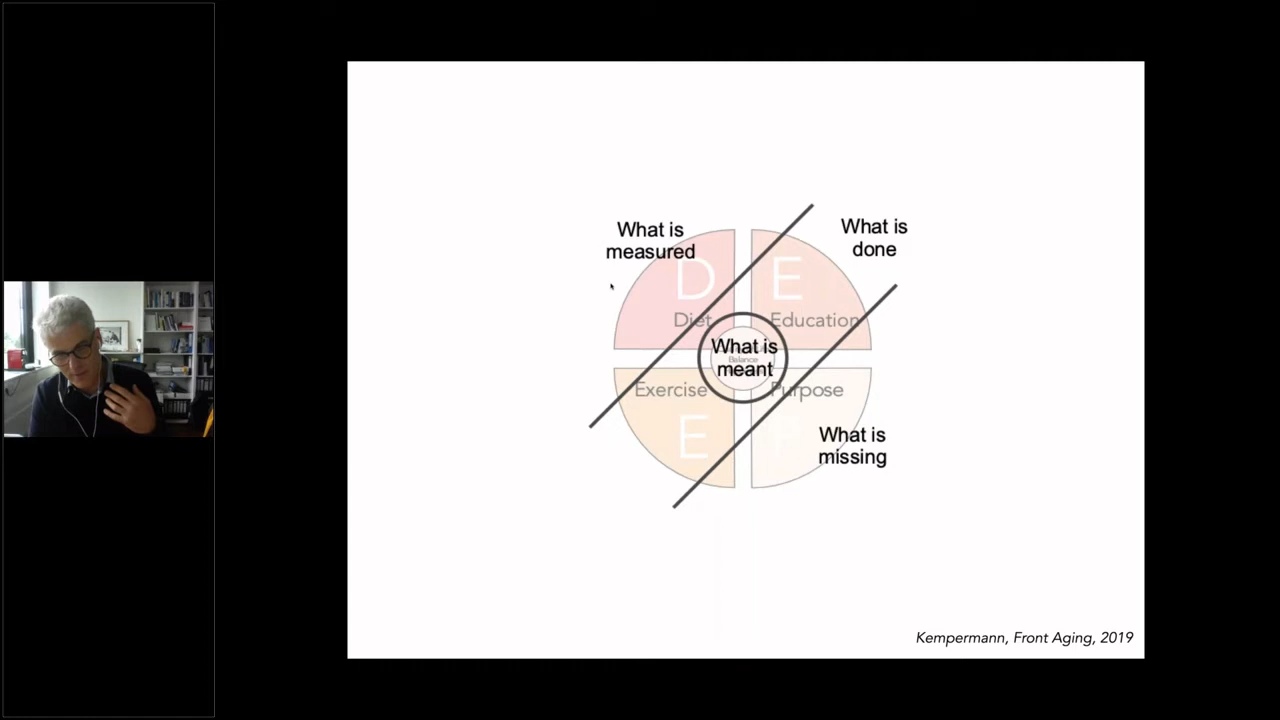 What is
measured
What is
done
D
E
Diet
Education
What is
meant
Balance
Exercise
Purpose
E
P
What is
missing
Kempermann, Front Aging, 2019